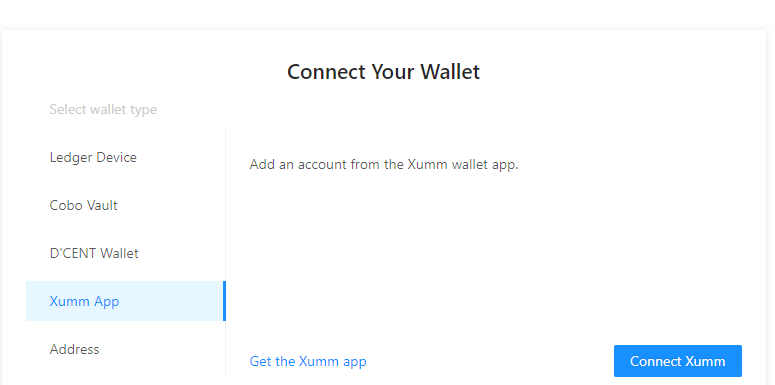 Connect Your Wallet
Select wallet type
Ledger Device
Cobo Vault
D'CENT Wallet
Xumm App
Address
Add an account from the Xumm wallet app.
Get the Xumm app
Connect Xumm